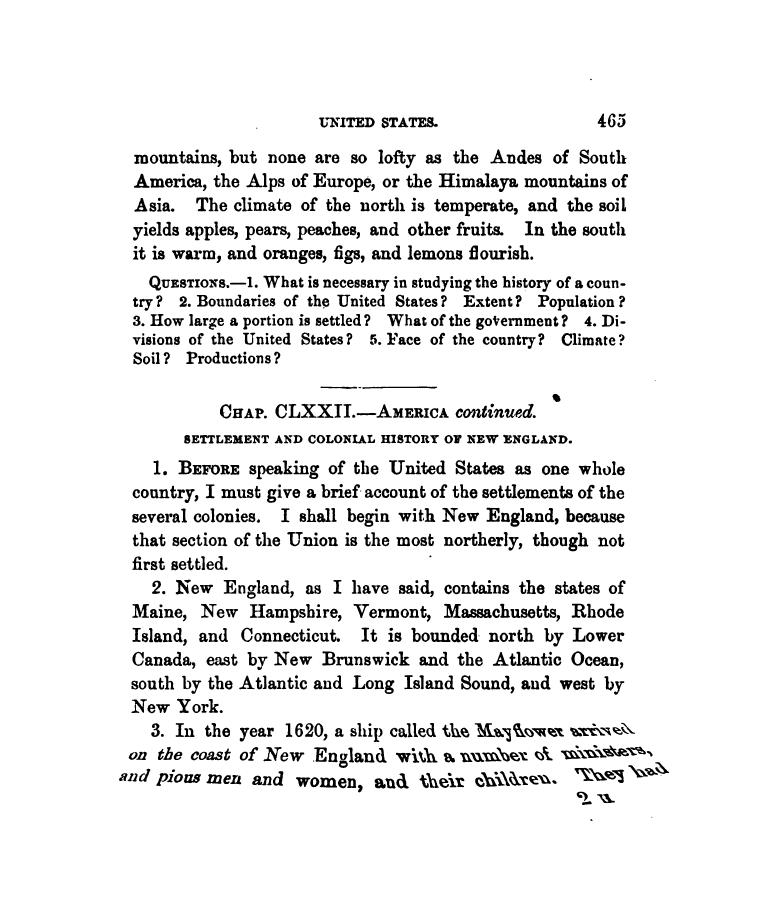 UNITED STATES. 465
mountains, but none are so lofty as the Andes of South
America, the Alps of Europe, or the Himalaya mountains of
Asia. The climate of the north is temperate, and the soil
yields apples, pears, peaches, and other fruits. In the south
it is warm, and oranges, figs, and lemons flourish.
QUESTIONS.—1. What is necessary in studying the history of a coun-
try? 2. Boundaries of the United States? Extent? Population?
3. How large a portion is settled? What of the government? 4. Di-
visions of the United States? 5. Face of the country? Climate?
Soil? Productions?
CHAP. CLXXII.—AMERICA continued.
SETTLEMENT AND COLONIAL HISTORY OF NEW ENGLAND.
1. BEFORE speaking of the United States as one whole
country, I must give a brief account of the settlements of the
several colonies. I shall begin with New England, because
that section of the Union is the most northerly, though not
first settled.
2. New England, as I have said, contains the states of
Maine, New Hampshire, Vermont, Massachusetts, Rhode
Island, and Connecticut. It is bounded north by Lower
Canada, east by New Brunswick and the Atlantic Ocean,
south by the Atlantic and Long Island Sound, and west by
New York.
3. In the year 1620, a ship called the Mayflower arrived
on the coast of New England with a number of ministers,
and pious men and women, and their children. They had
2 U